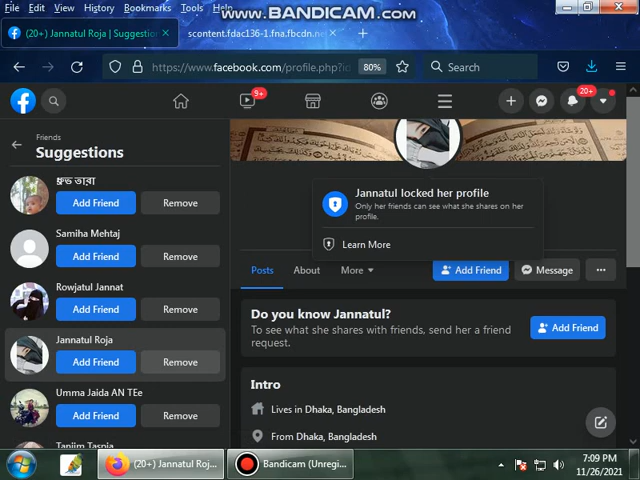 File Edit View History Bookmarks Tools Help
WWW.BANDICAM.COM
(20+) Jannatul Roja | Suggestion
scontent.fdac136-1.fna.fbcdn.ne
https://www.facebook.com/profile.php?i
80%
Search
9+
20+
Friends
Suggestions
ধ্রুব তারা
Add Friend
Remove
Samiha Mehtaj
Add Friend
Remove
Rowjatul Jannat
Add Friend
Remove
Jannatul Roja
Add Friend
Remove
Umma Jaida AN TEe
Add Friend
Remove
Tanjim Tasnia
Jannatul locked her profile
Only her friends can see what she shares on her
profile.
Learn More
Posts About More
Add Friend
Message
Do you know Jannatul?
To see what she shares with friends, send her a friend
request.
Add Friend
Intro
Lives in Dhaka, Bangladesh
From Dhaka, Bangladesh
(20+) Jannatul Roj...
Bandicam (Unregi...
7:09 PM
11/26/2021